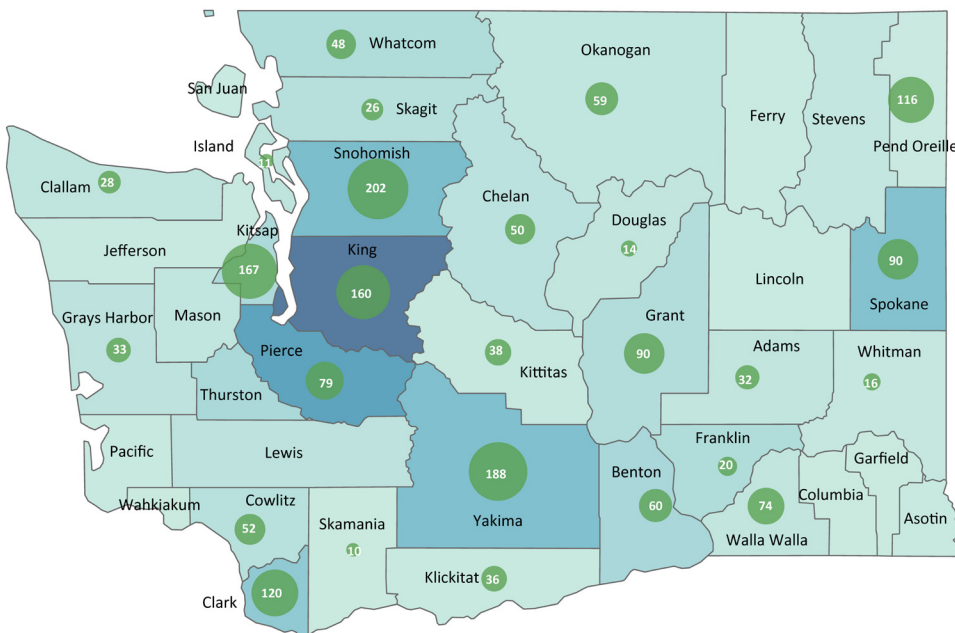 Whatcom
48
Okanogan
59
San Juan
Skagit
26
Ferry
Stevens
116
Pend Oreille
Island
11
Snohomish
202
Clallam
28
Chelan
50
Douglas
14
Kitsap
167
Jefferson
King
160
Lincoln
90
Spokane
Grays Harbor
33
Mason
Pierce
79
Grant
90
Adams
32
Whitman
16
38
Kittitas
Thurston
Pacific
Lewis
188
Yakima
Benton
60
Franklin
20
Garfield
Columbia
74
Walla Walla
Asotin
Wahkiakum
Cowlitz
52
Skamania
10
Klickitat
36
Clark
120